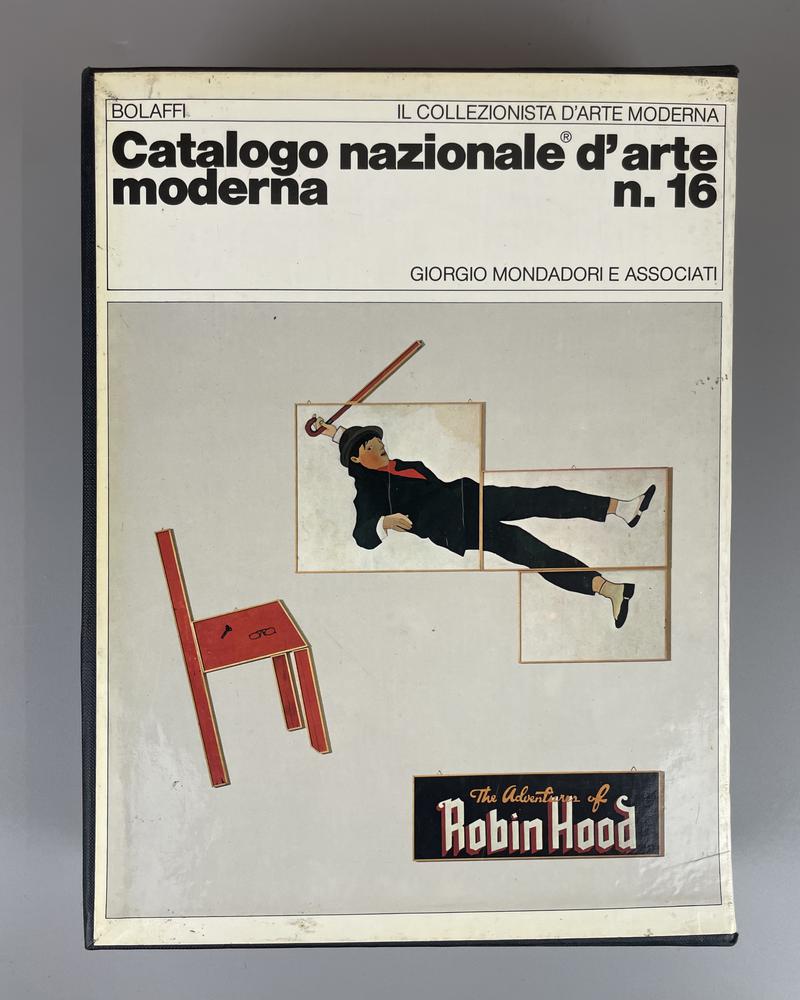 BOLAFFI IL COLLEZIONISTA D'ARTE MODERNA
Catalogo nazionale® d'arte
moderna n. 16
GIORGIO MONDADORI E ASSOCIATI
The Adventures of
Robin Hood